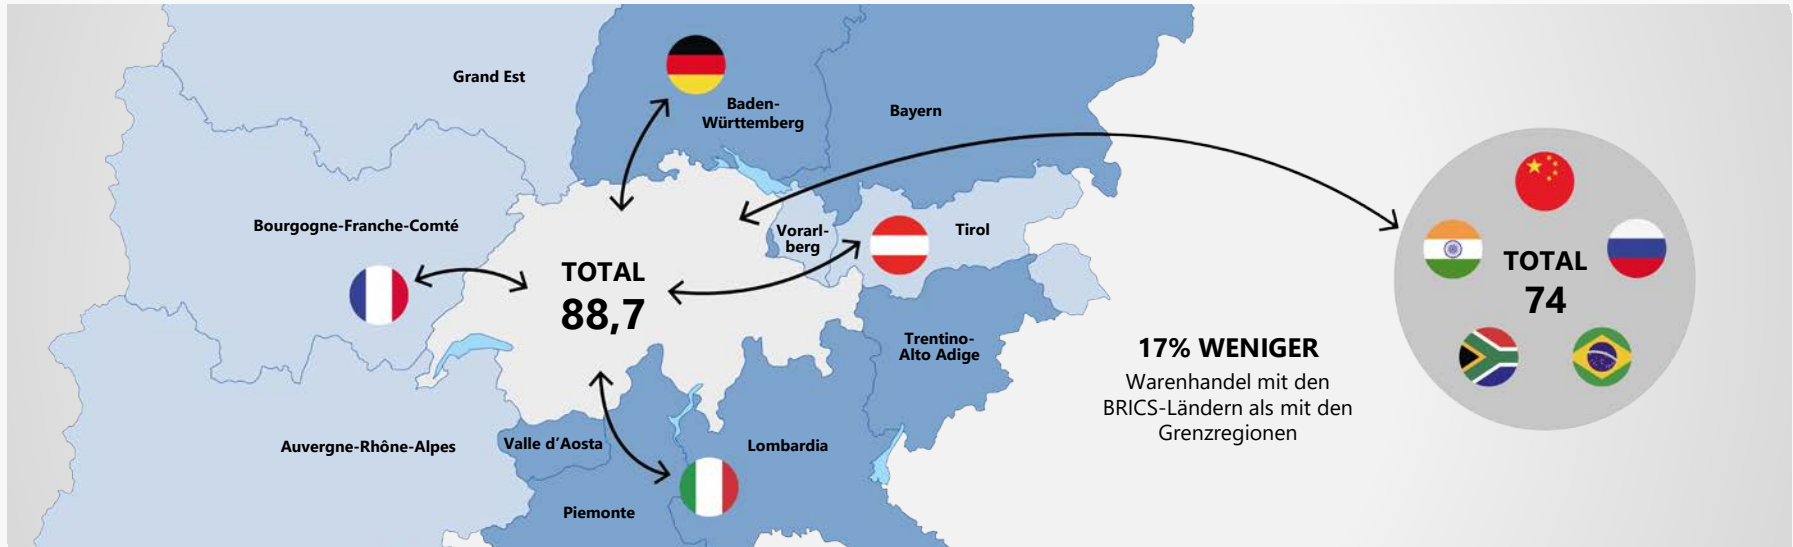 Grand Est
Baden-
Württemberg
Bayern
Bourgogne-Franche-Comté
Vorarl-
berg
Tirol
TOTAL
88,7
TOTAL
74
Trentino-
Alto Adige
17% WENIGER
Warenhandel mit den
BRICS-Ländern als mit den
Grenzregionen
Auvergne-Rhône-Alpes
Valle d’Aosta
Lombardia
Piemonte